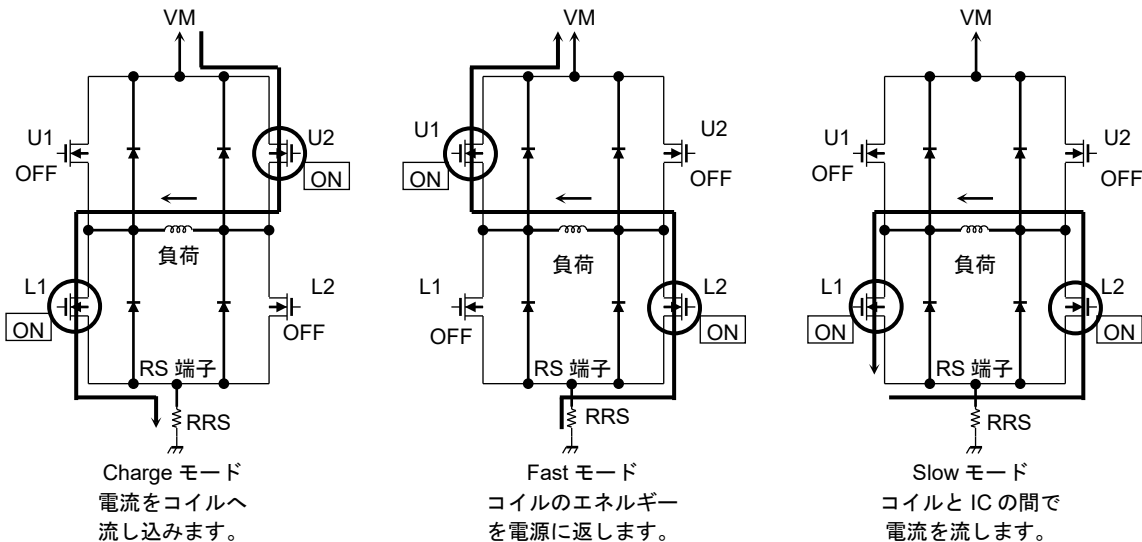 VM
U1
OFF
U2
ON
負荷
L1
ON
L2
OFF
RS 端子
RRS
Charge モード
電流をコイルへ
流し込みます。
VM
U1
ON
U2
OFF
負荷
L1
OFF
L2
ON
RS 端子
RRS
Fast モード
コイルのエネルギー
を電源に返します。
VM
U1
OFF
U2
OFF
負荷
L1
ON
L2
ON
RS 端子
RRS
Slow モード
コイルと IC の間で
電流を流します。